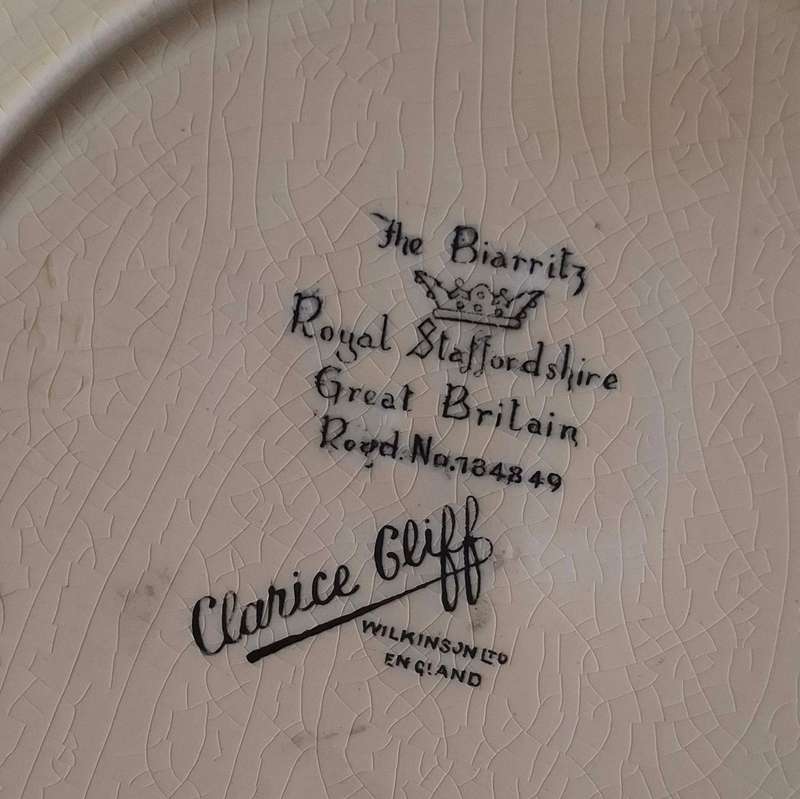 The Biarritz
Royal Staffordshire
Great Britain
Regd. No. 784849
Clarice Cliff
WILKINSON LTD
ENGLAND